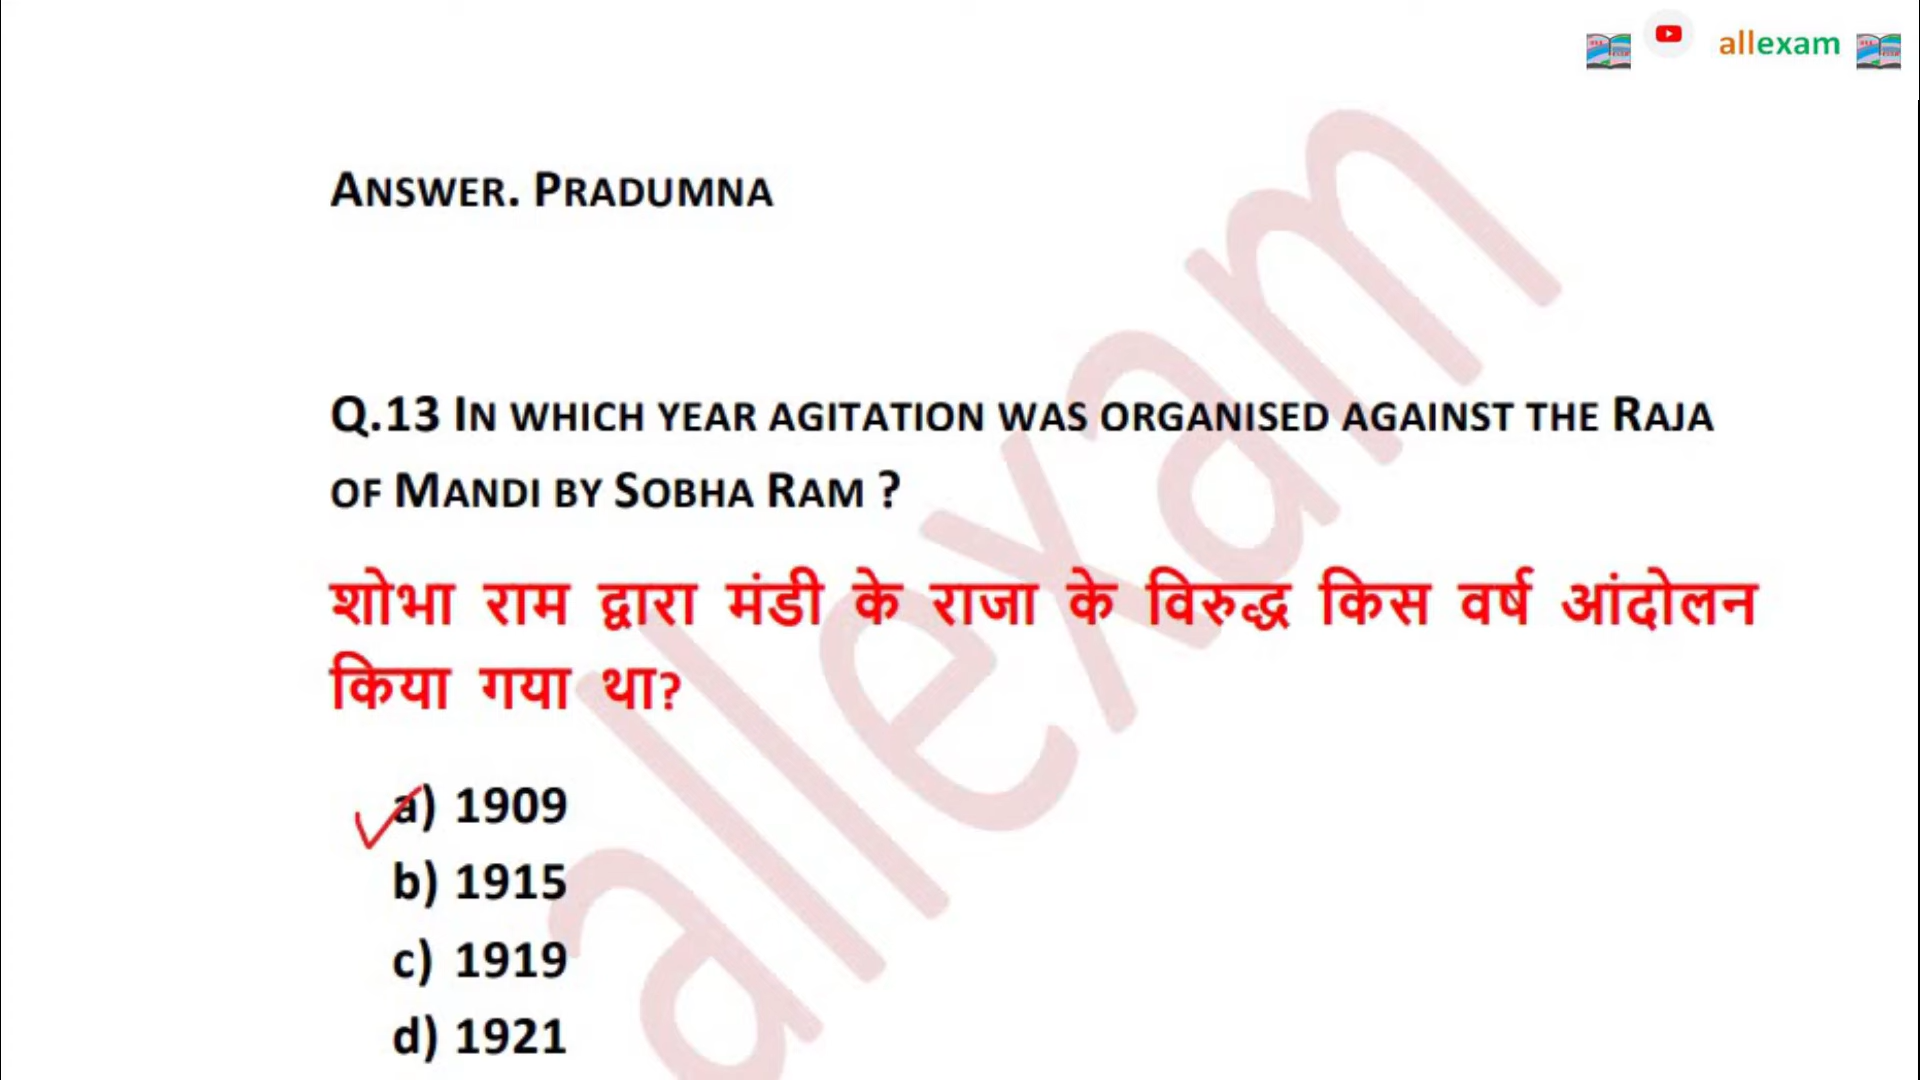 allexam
ANSWER. PRADUMNA
Q.13 IN WHICH YEAR AGITATION WAS ORGANISED AGAINST THE RAJA
OF MANDI BY SOBHA RAM ?
शोभा राम द्वारा मंडी के राजा के विरुद्ध किस वर्ष आंदोलन
किया गया था?
a) 1909
b) 1915
c) 1919
d) 1921
allexam